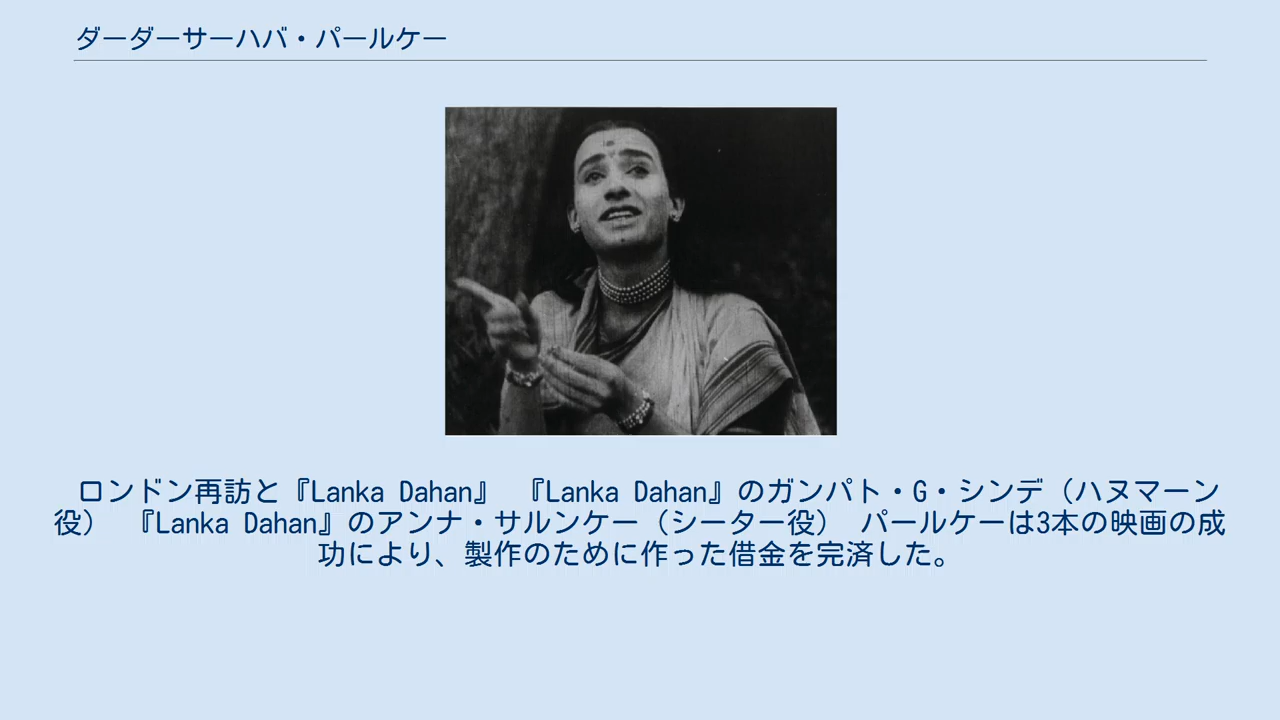 ダーダーサーハバ・パールケー
ロンドン再訪と『Lanka Dahan』 『Lanka Dahan』のガンパト・G・シンデ（ハヌマーン
役） 『Lanka Dahan』のアンナ・サルンケー（シーター役） パールケーは3本の映画の成
功により、製作のために作った借金を完済した。